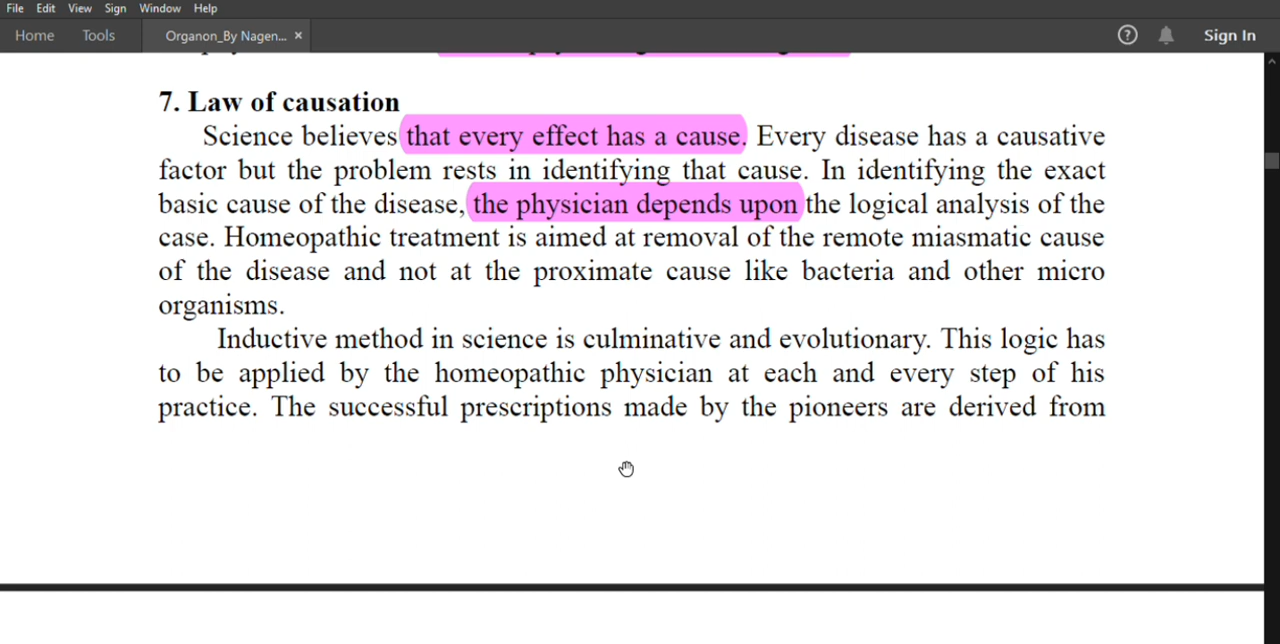 File Edit View Sign Window Help
Home Tools Organon_By Nagen... × Sign In
7. Law of causation
Science believes that every effect has a cause. Every disease has a causative
factor but the problem rests in identifying that cause. In identifying the exact
basic cause of the disease, the physician depends upon the logical analysis of the
case. Homeopathic treatment is aimed at removal of the remote miasmatic cause
of the disease and not at the proximate cause like bacteria and other micro
organisms.
Inductive method in science is culminative and evolutionary. This logic has
to be applied by the homeopathic physician at each and every step of his
practice. The successful prescriptions made by the pioneers are derived from